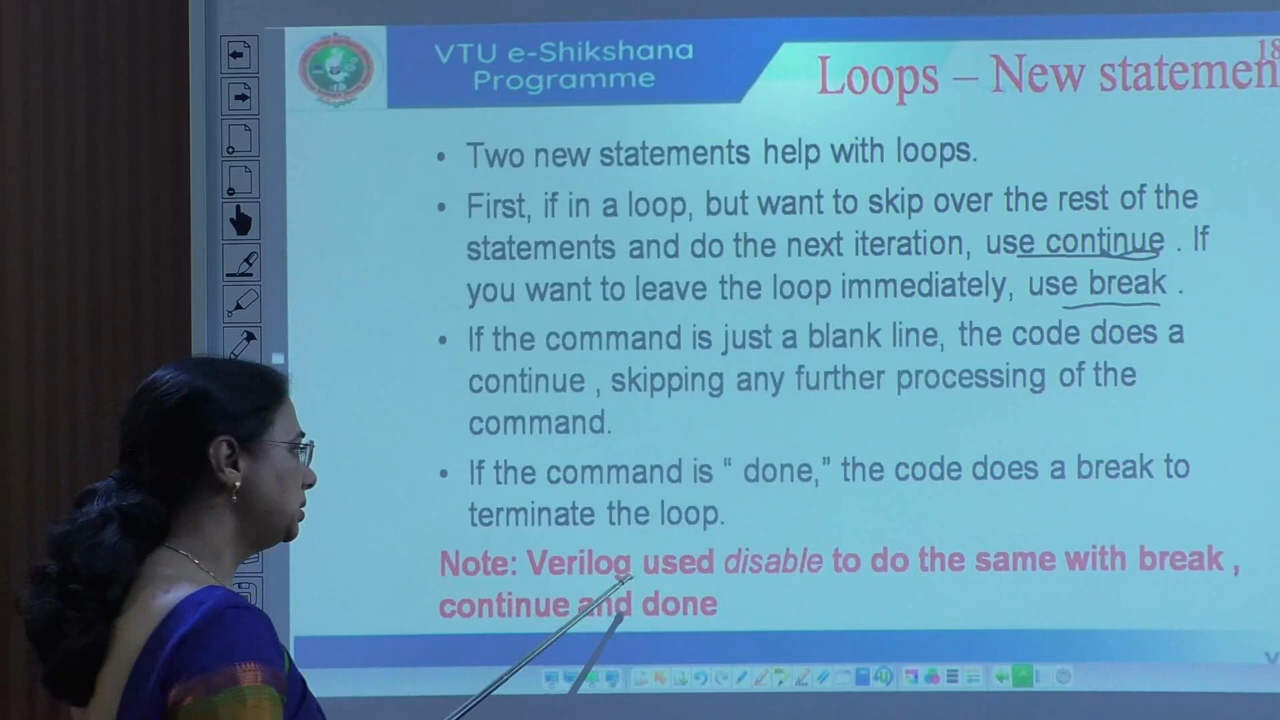 VTU e-Shikshana
Programme
18
Loops – New statemen
• Two new statements help with loops.
• First, if in a loop, but want to skip over the rest of the
statements and do the next iteration, use continue . If
you want to leave the loop immediately, use break .
• If the command is just a blank line, the code does a
continue , skipping any further processing of the
command.
• If the command is “ done,” the code does a break to
terminate the loop.
Note: Verilog used disable to do the same with break ,
continue and done